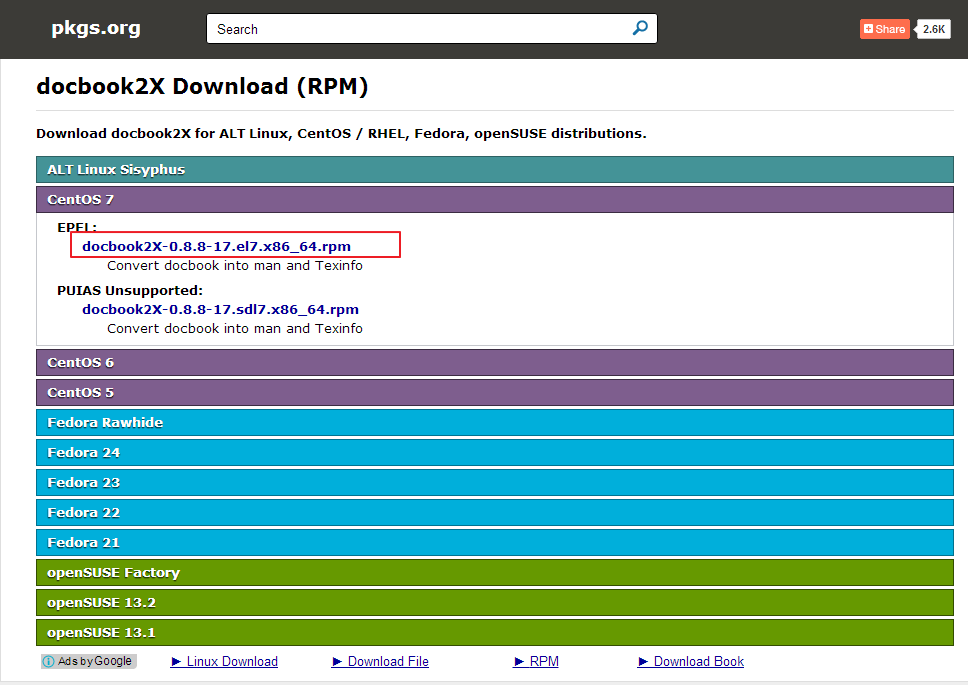 pkgs.org
Search
Share
2.6K
docbook2X Download (RPM)
Download docbook2X for ALT Linux, CentOS / RHEL, Fedora, openSUSE distributions.
ALT Linux Sisyphus
CentOS 7
EPEL:
docbook2X-0.8.8-17.el7.x86_64.rpm
Convert docbook into man and Texinfo
PUIAS Unsupported:
docbook2X-0.8.8-17.sdl7.x86_64.rpm
Convert docbook into man and Texinfo
CentOS 6
CentOS 5
Fedora Rawhide
Fedora 24
Fedora 23
Fedora 22
Fedora 21
openSUSE Factory
openSUSE 13.2
openSUSE 13.1
Ads by Google ► Linux Download ► Download File ► RPM ► Download Book